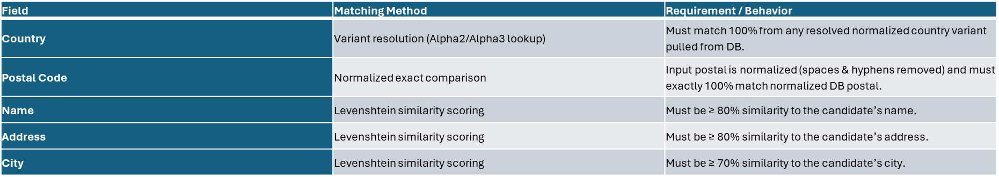 Field Matching Method Requirement / Behavior
Country Variant resolution (Alpha2/Alpha3 lookup) Must match 100% from any resolved normalized country variant
pulled from DB.
Postal Code Normalized exact comparison Input postal is normalized (spaces & hyphens removed) and must
exactly 100% match normalized DB postal.
Name Levenshtein similarity scoring Must be ≥ 80% similarity to the candidate’s name.
Address Levenshtein similarity scoring Must be ≥ 80% similarity to the candidate’s address.
City Levenshtein similarity scoring Must be ≥ 70% similarity to the candidate’s city.